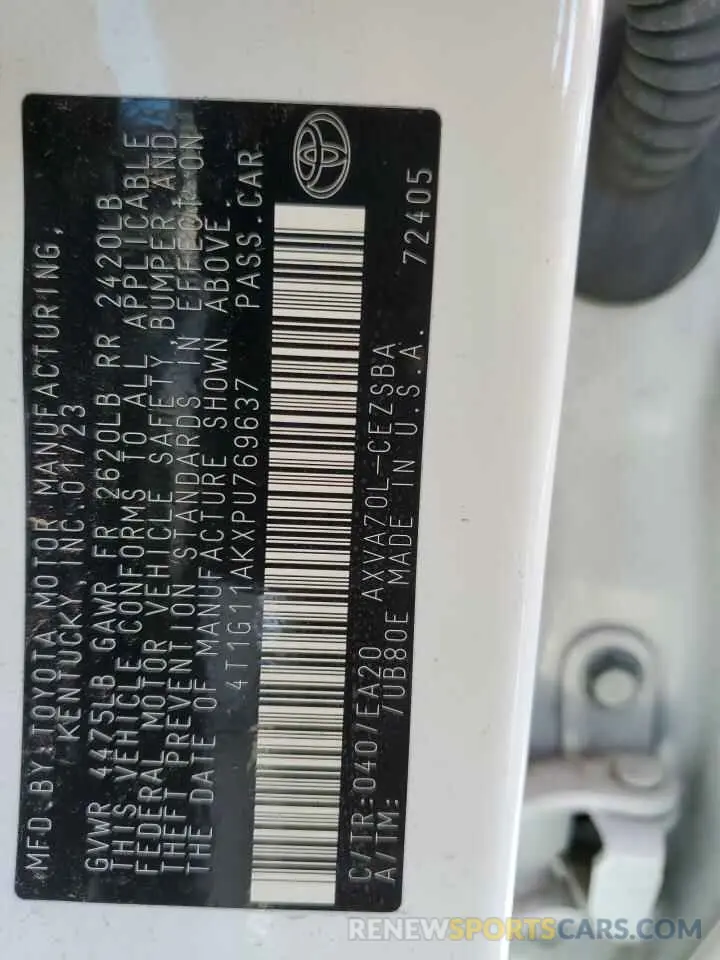 MFD.BY:TOYOTA MOTOR MANUFACTURING,
KENTUCKY,INC.01/23
GVWR 4475LB GAWR FR 2620LB RR 2420LB
THIS VEHICLE CONFORMS TO ALL APPLICABLE
FEDERAL MOTOR VEHICLE SAFETY,BUMPER,AND
THEFT PREVENTION STANDARDS IN EFFECT ON
THE DATE OF MANUFACTURE SHOWN ABOVE.
4T1G11AKXPU769637 PASS.CAR
C/TR:040/EA20 AXVA70L-CEZSBA
A/TM: /UB80E MADE IN U.S.A. 72405
RENEWSPORTSCARS.COM